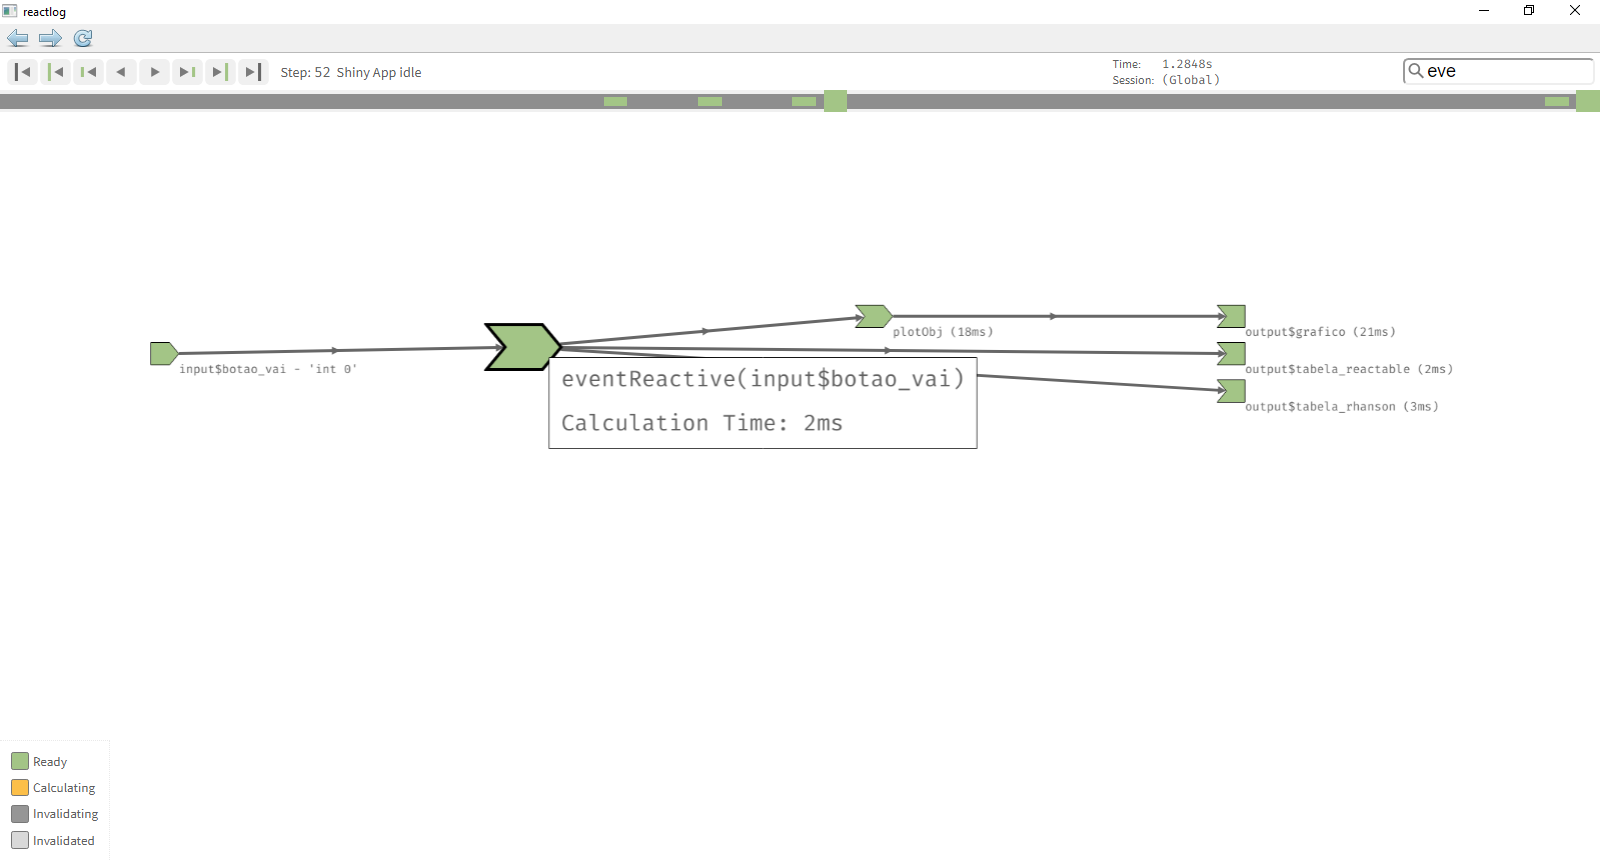 reactlog
Step: 52 Shiny App idle
Time: 1.2848s
Session: (Global)
eve
plotObj (18ms)
output$grafico (21ms)
input$botao_vai - 'int 0'
output$tabela_reactable (2ms)
eventReactive(input$botao_vai)
output$tabela_rhanson (3ms)
Calculation Time: 2ms
Ready
Calculating
Invalidating
Invalidated